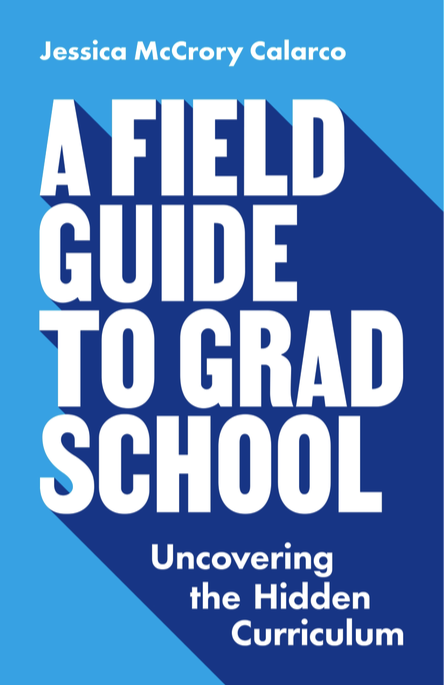 Jessica McCrory Calarco
A FIELD
GUIDE
TO GRAD
SCHOOL
Uncovering
the Hidden
Curriculum